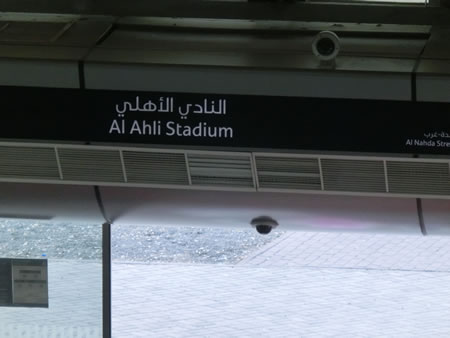 النادي الأهلي
Al Ahli Stadium
Al Nahda Stre